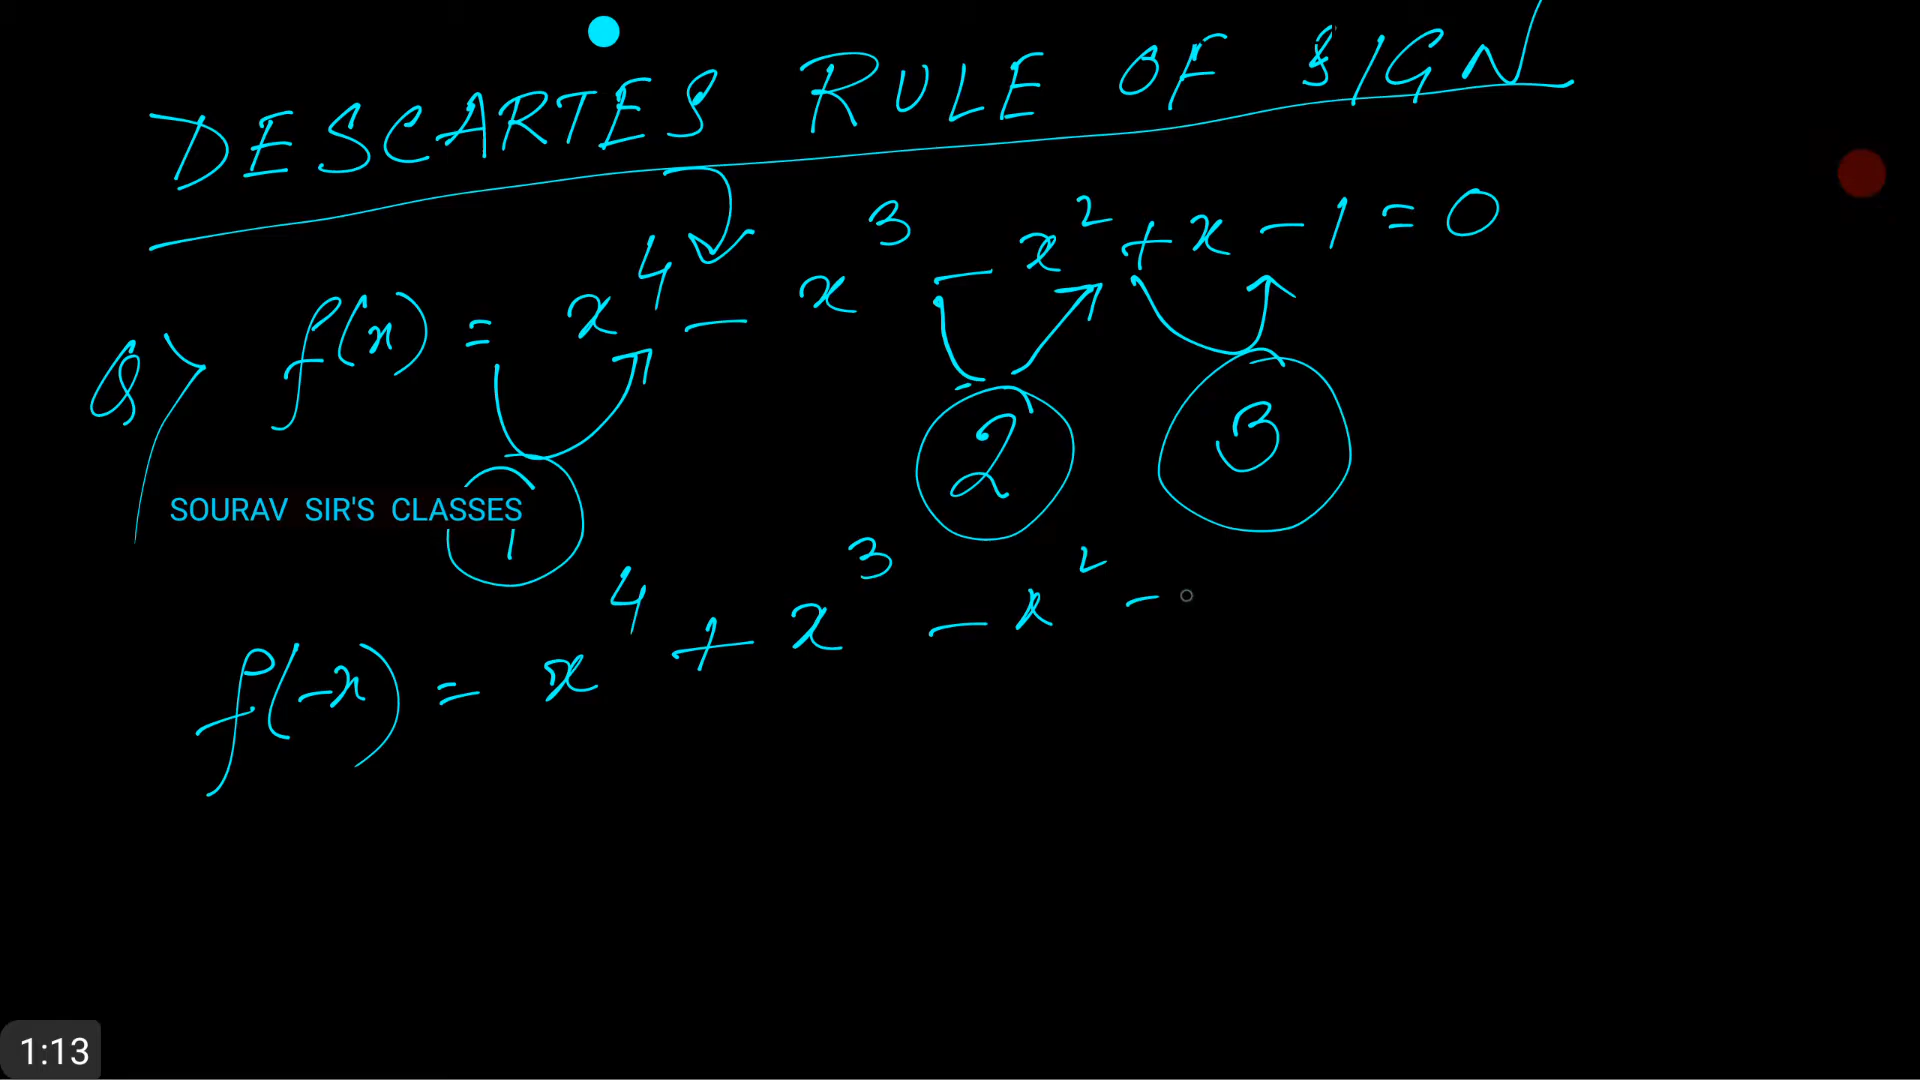 DESCARTES RULE OF SIGN
Q) f(x) = x⁴ - x³ - x² + x - 1 = 0
1 2 3
SOURAV SIR'S CLASSES
f(-x) = x⁴ + x³ - x² -
1:13